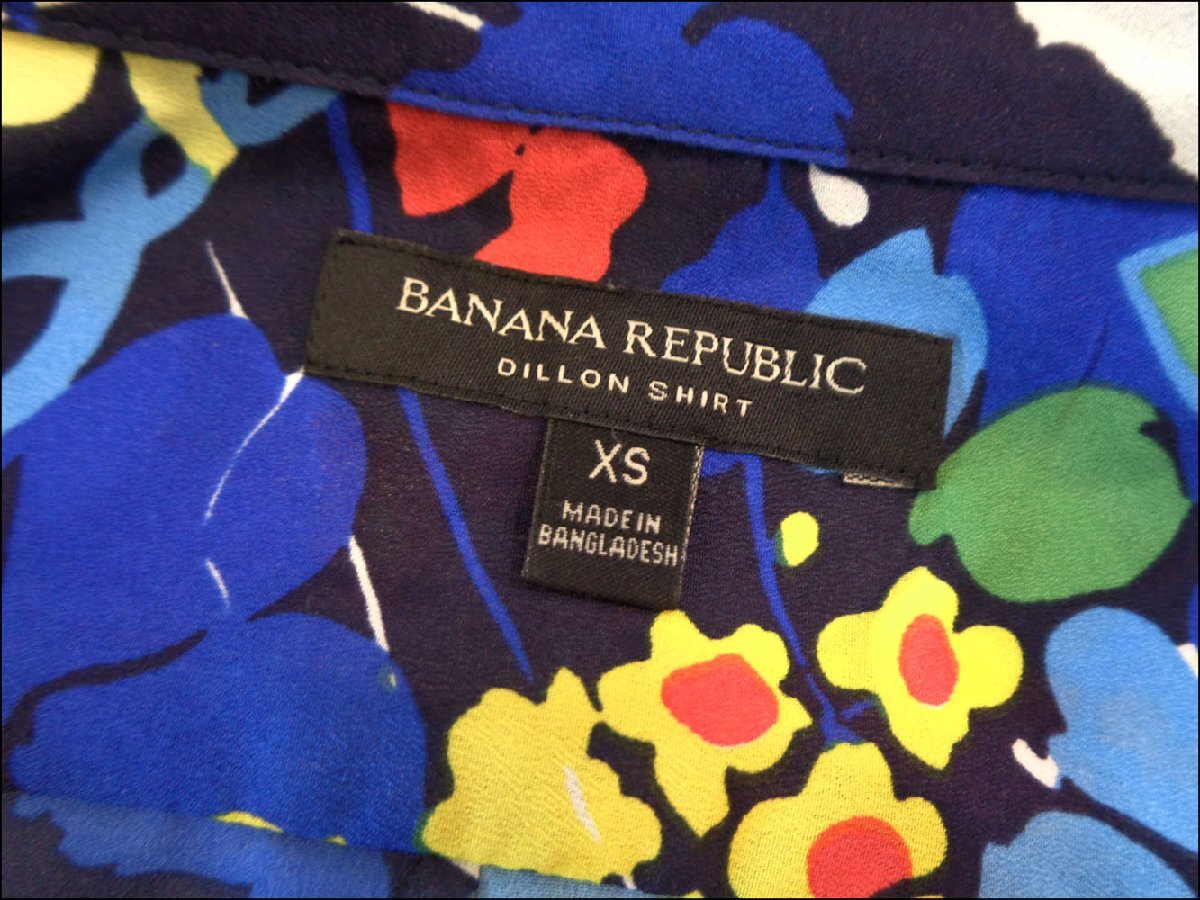 BANANA REPUBLIC
DILLON SHIRT
XS
MADE IN
BANGLADESH